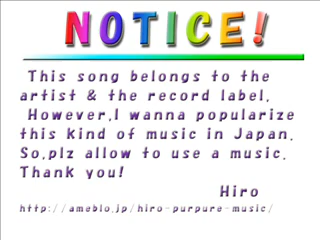 NOTICE!
This song belongs to the
artist & the record label.
However,I wanna popularize
this kind of music in Japan.
So,plz allow to use a music.
Thank you!
Hiro
http://ameblo.jp/hiro-purpure-music/